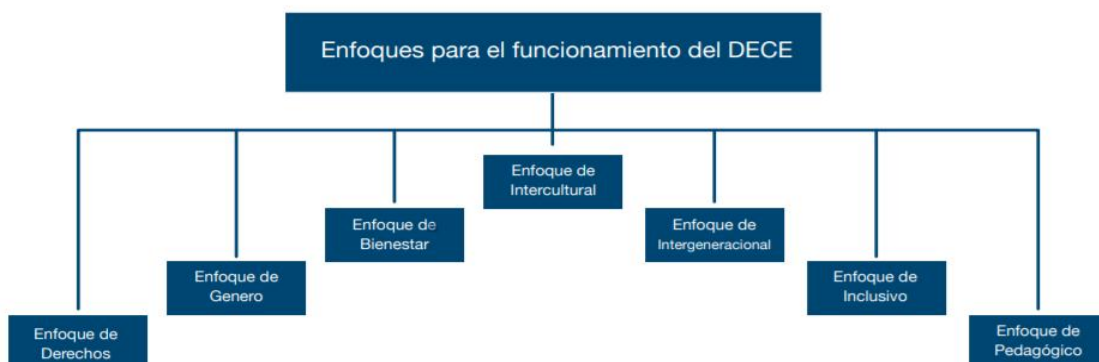 Enfoques para el funcionamiento del DECE
Enfoque de
Intercultural
Enfoque de
Bienestar
Enfoque de
Intergeneracional
Enfoque de
Genero
Enfoque de
Inclusivo
Enfoque de
Derechos
Enfoque de
Pedagógico